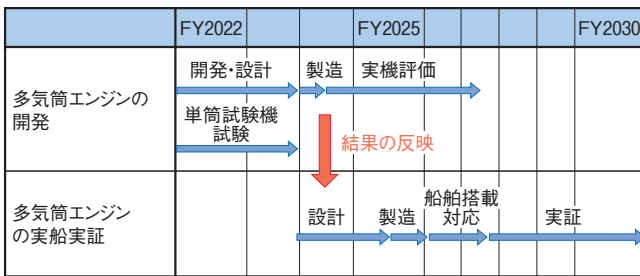 FY2022 FY2025 FY2030
開発・設計 製造 実機評価
多気筒エンジンの
開発
単筒試験機
試験
結果の反映
多気筒エンジン
の実船実証
設計 製造 船舶搭載
対応 実証